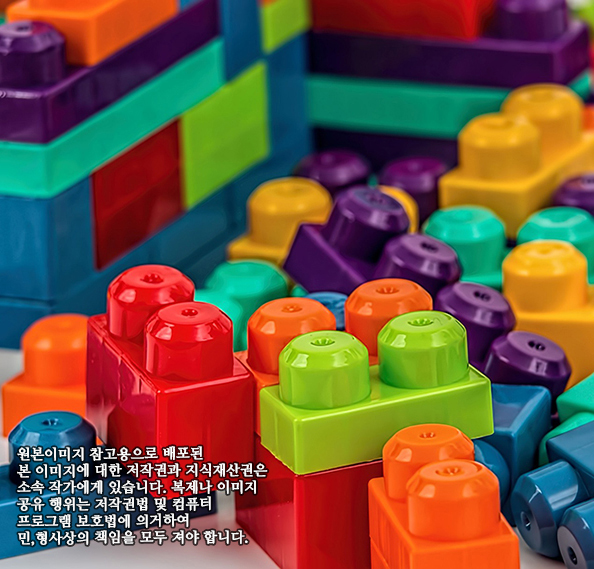 원본이미지 참고용으로 배포된
본 이미지에 대한 저작권과 지식재산권은
소속 작가에게 있습니다. 복제나 이미지
공유 행위는 저작권법 및 컴퓨터
프로그램 보호법에 의거하여
민,형사상의 책임을 모두 져야 합니다.